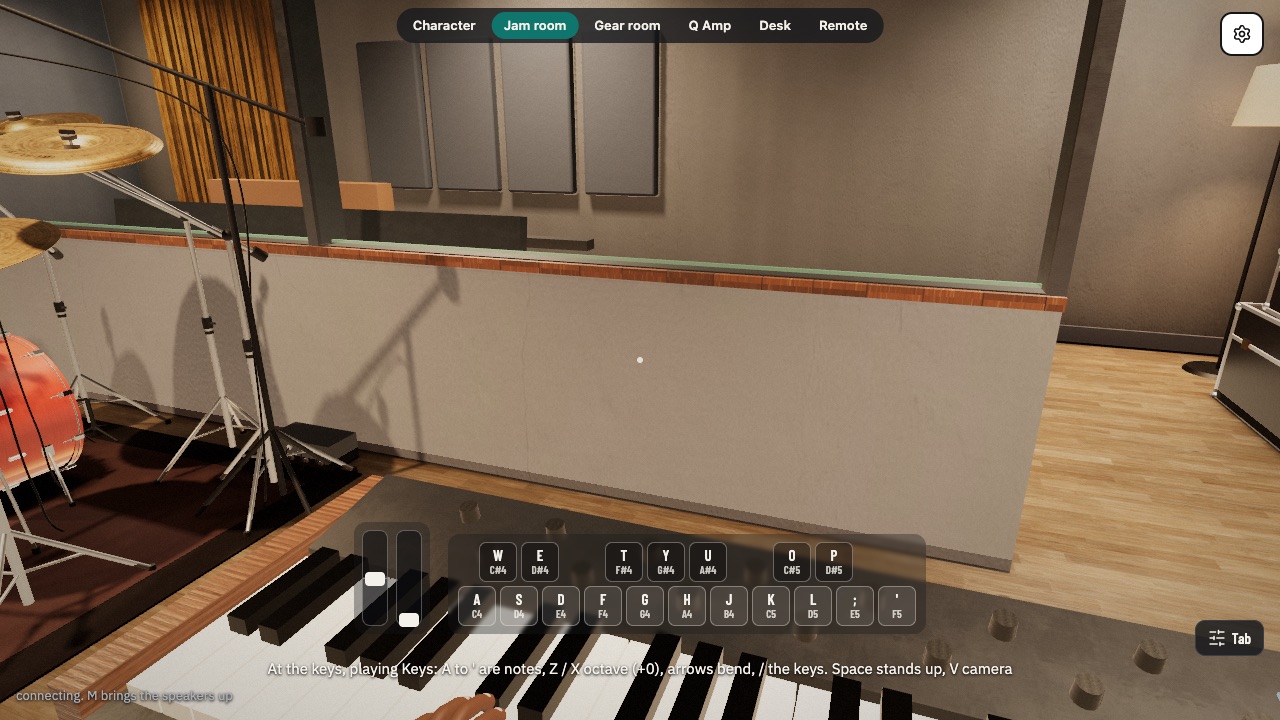 Character Jam room Gear room Q Amp Desk Remote
W E T Y U O P
C#4 D#4 F#4 G#4 A#4 C#5 D#5
A S D F G H J K L ; '
C4 D4 E4 F4 G4 A4 B4 C5 D5 E5 F5
Tab
At the keys, playing Keys: A to ' are notes, Z / X octave (+0), arrows bend, / the keys. Space stands up, V camera
connecting, M brings the speakers up